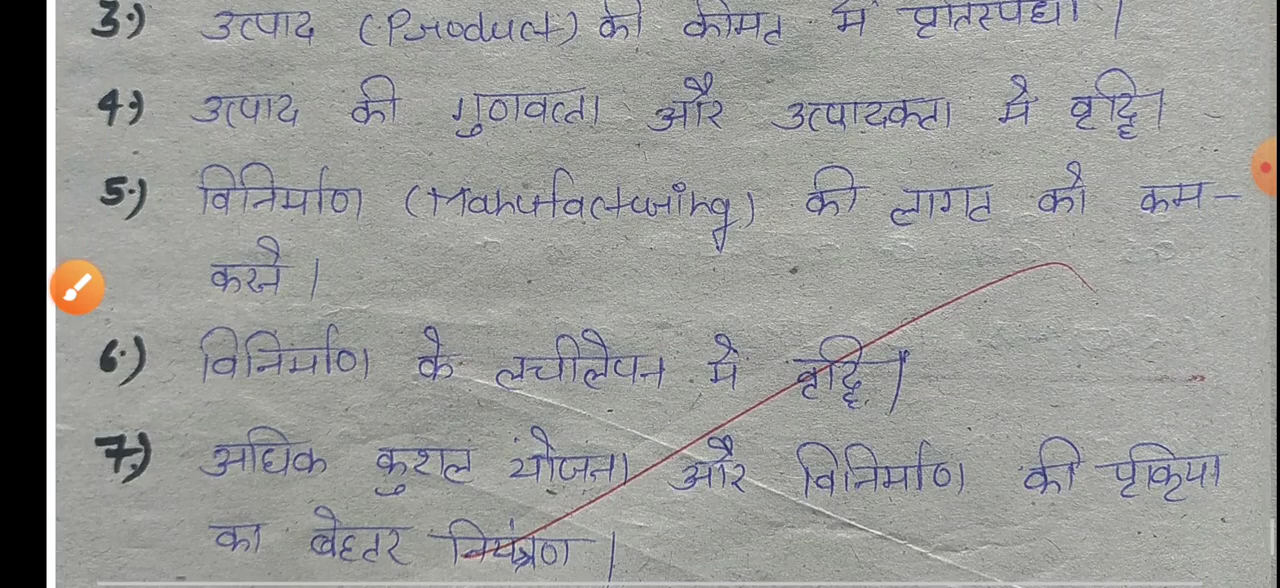 3.) उत्पाद (Product) की कीमत में प्रतिस्पर्धा।
4.) उत्पाद की गुणवत्ता और उत्पादकता मे वृद्धि।
5.) विनिर्माण (Manufacturing) की लागत को कम-
करने।
6.) विनिर्माण के लचीलेपन मे वृद्धि।
7.) अधिक कुशल योजना और विनिर्माण की प्रक्रिया
का बेहतर नियंत्रण।